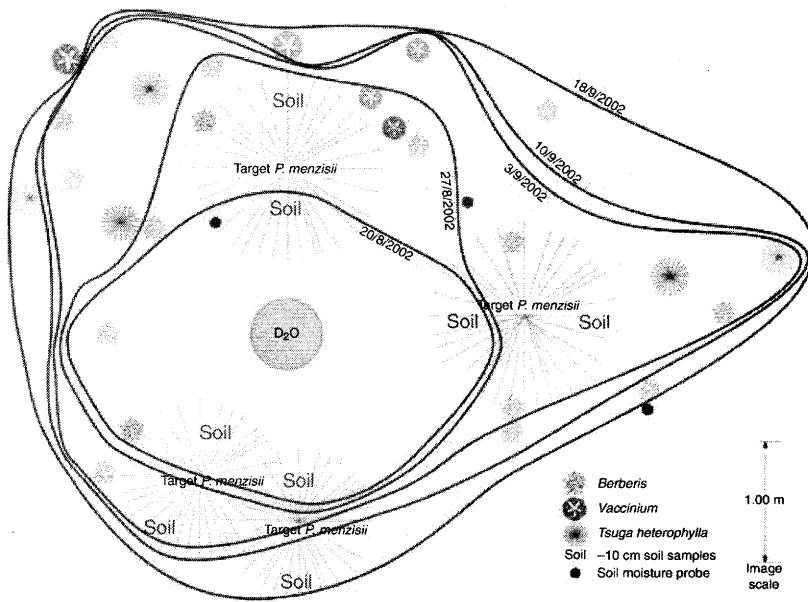 18/9/2002
10/9/2002
3/9/2002
27/8/2002
20/8/2002
Soil
Target P. menzisii
Soil
D₂O
Target P. menzisii
Soil
Soil
Soil
Target P. menzisii
Soil
Soil
Target P. menzisii
Soil
Berberis
Vaccinium
Tsuga heterophylla
Soil –10 cm soil samples
Soil moisture probe
1.00 m
Image
scale